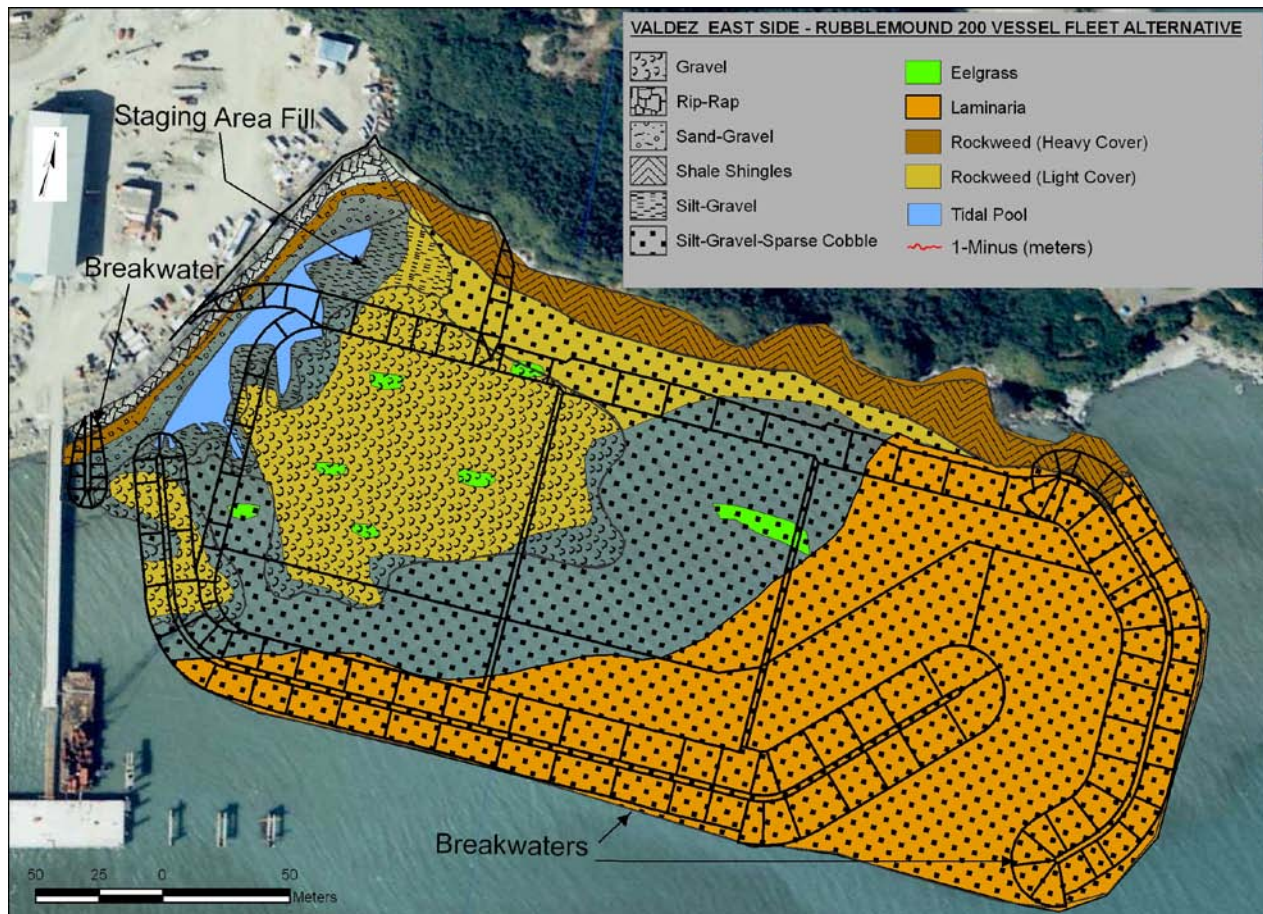 VALDEZ EAST SIDE - RUBBLEMOUND 200 VESSEL FLEET ALTERNATIVE
Gravel
Rip-Rap
Sand-Gravel
Shale Shingles
Silt-Gravel
Silt-Gravel-Sparse Cobble
Eelgrass
Laminaria
Rockweed (Heavy Cover)
Rockweed (Light Cover)
Tidal Pool
1-Minus (meters)
Staging Area Fill
Breakwater
Breakwaters
50 25 0 50
Meters